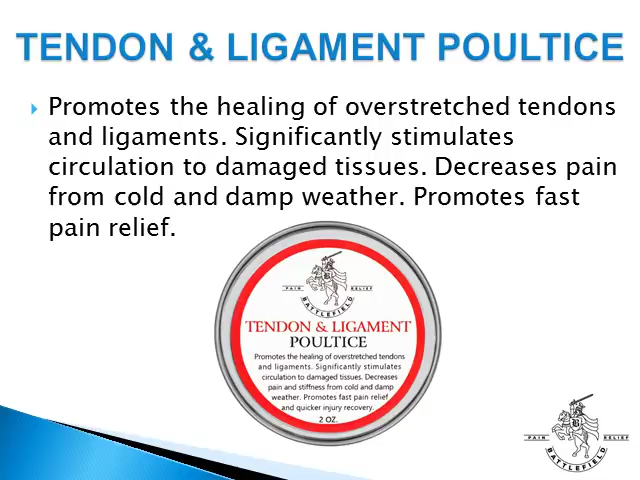 TENDON & LIGAMENT POULTICE
Promotes the healing of overstretched tendons
and ligaments. Significantly stimulates
circulation to damaged tissues. Decreases pain
from cold and damp weather. Promotes fast
pain relief.
B
PAIN RELIEF
BATTLEFIELD
TENDON & LIGAMENT
POULTICE
Promotes the healing of overstretched tendons
and ligaments. Significantly stimulates
circulation to damaged tissues. Decreases
pain and stiffness from cold and damp
weather. Promotes fast pain relief
and quicker injury recovery.
2 OZ.
B
PAIN RELIEF
BATTLEFIELD